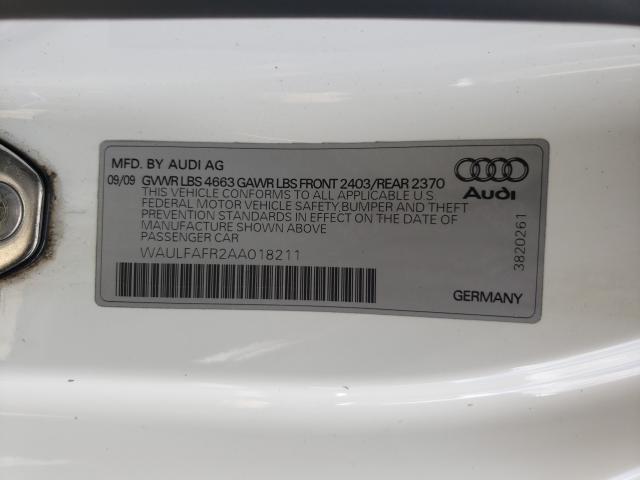 MFD. BY AUDI AG
09/09 GVWR LBS 4663 GAWR LBS FRONT 2403/REAR 2370
THIS VEHICLE CONFORMS TO ALL APPLICABLE U S
FEDERAL MOTOR VEHICLE SAFETY,BUMPER AND THEFT
PREVENTION STANDARDS IN EFFECT ON THE DATE OF
MANUFACTURE SHOWN ABOVE
PASSENGER CAR
WAULFAFR2AA018211
Audi
3820261
GERMANY